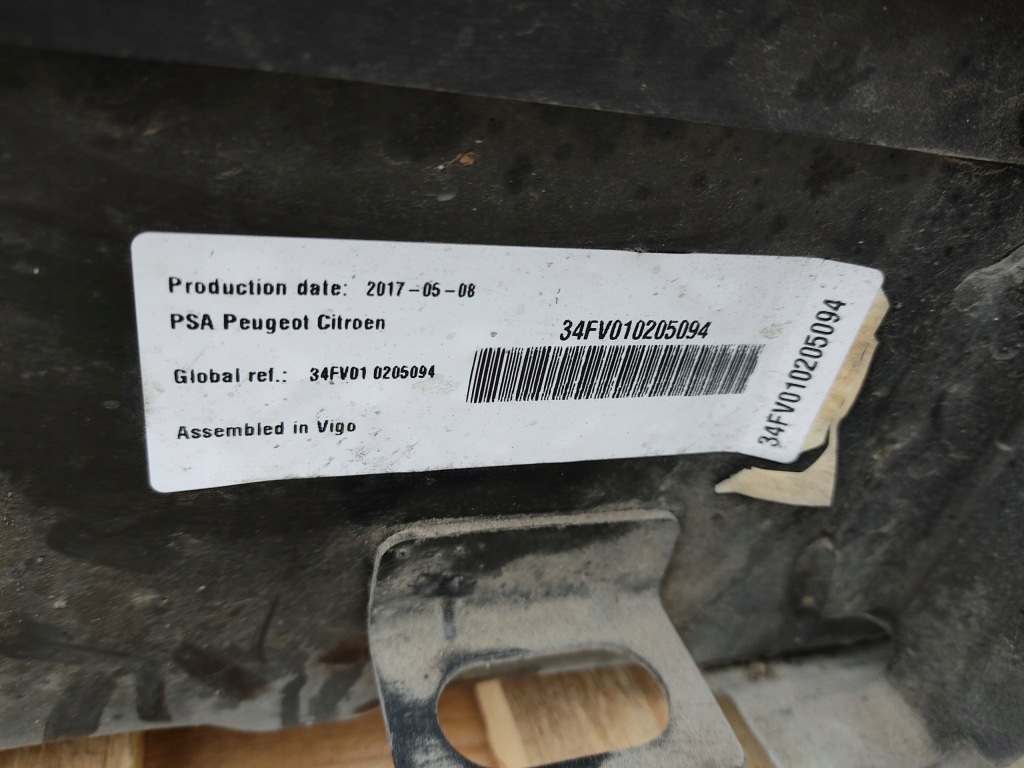 Production date: 2017-05-08
PSA Peugeot Citroen
34FV010205094
Global ref.: 34FV01 0205094
Assembled in Vigo
34FV010205094